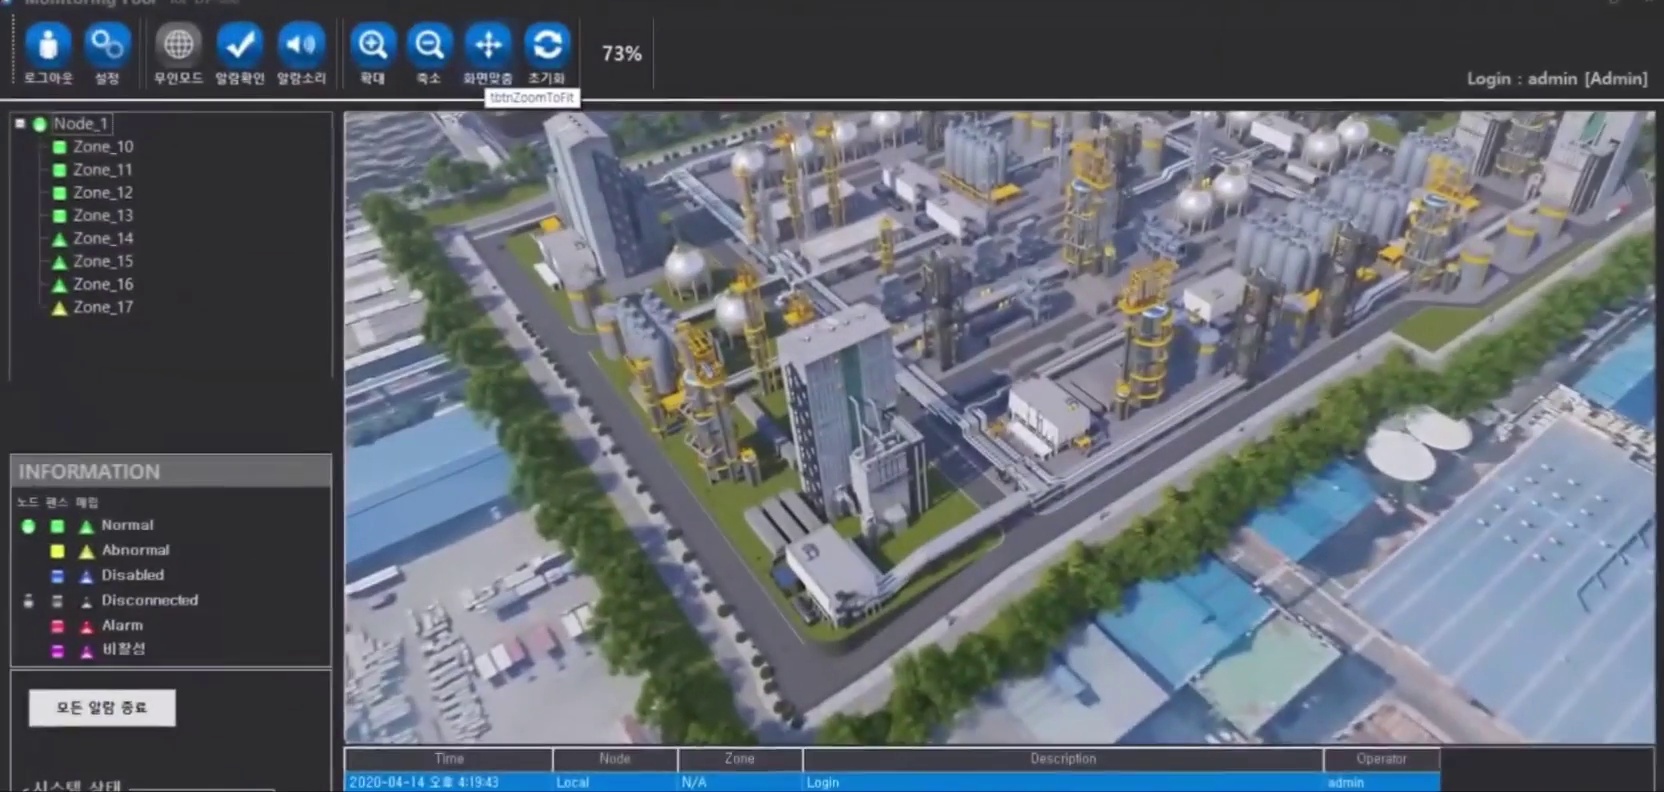 Monitoring Tool
로그아웃 설정 무인모드 알람확인 알람소리 확대 축소 화면맞춤 초기화 73%
Login : admin [Admin]
tbtnZoomToFit
Node_1
Zone_10
Zone_11
Zone_12
Zone_13
Zone_14
Zone_15
Zone_16
Zone_17
INFORMATION
노드 펜스 매립
Normal
Abnormal
Disabled
Disconnected
Alarm
비활성
모든 알람 종료
시스템 상태
Time Node Zone Description Operator
2020-04-14 오후 4:19:43 Local N/A Login admin